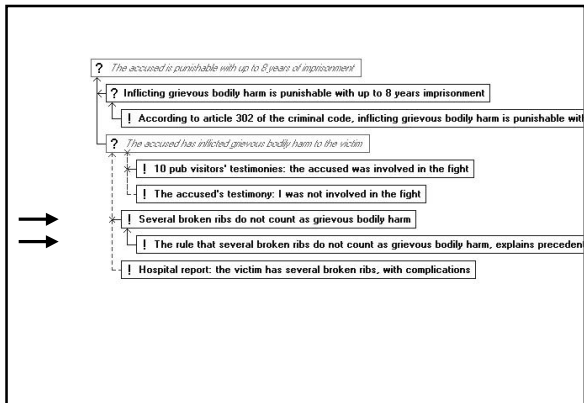 ? The accused is punishable with up to 8 years of imprisonment
? Inflicting grievous bodily harm is punishable with up to 8 years imprisonment
! According to article 302 of the criminal code, inflicting grievous bodily harm is punishable with
? The accused has inflicted grievous bodily harm to the victim
! 10 pub visitors' testimonies: the accused was involved in the fight
! The accused's testimony: I was not involved in the fight
! Several broken ribs do not count as grievous bodily harm
! The rule that several broken ribs do not count as grievous bodily harm, explains precedent
! Hospital report: the victim has several broken ribs, with complications